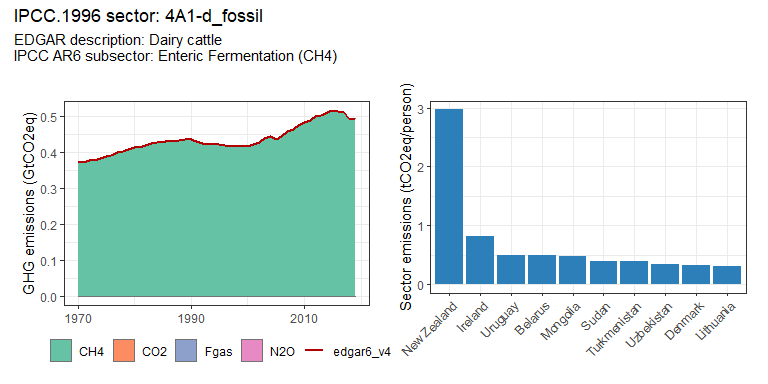 IPCC.1996 sector: 4A1-d_fossil
EDGAR description: Dairy cattle
IPCC AR6 subsector: Enteric Fermentation (CH4)
GHG emissions (GtCO2eq)
0.5
0.4
0.3
0.2
0.1
0.0
1970
1990
2010
CH4
CO2
Fgas
N2O
edgar6_v4
Sector emissions (tCO2eq/person)
3
2
1
0
New Zealand
Ireland
Uruguay
Belarus
Mongolia
Sudan
Turkmenistan
Uzbekistan
Denmark
Lithuania